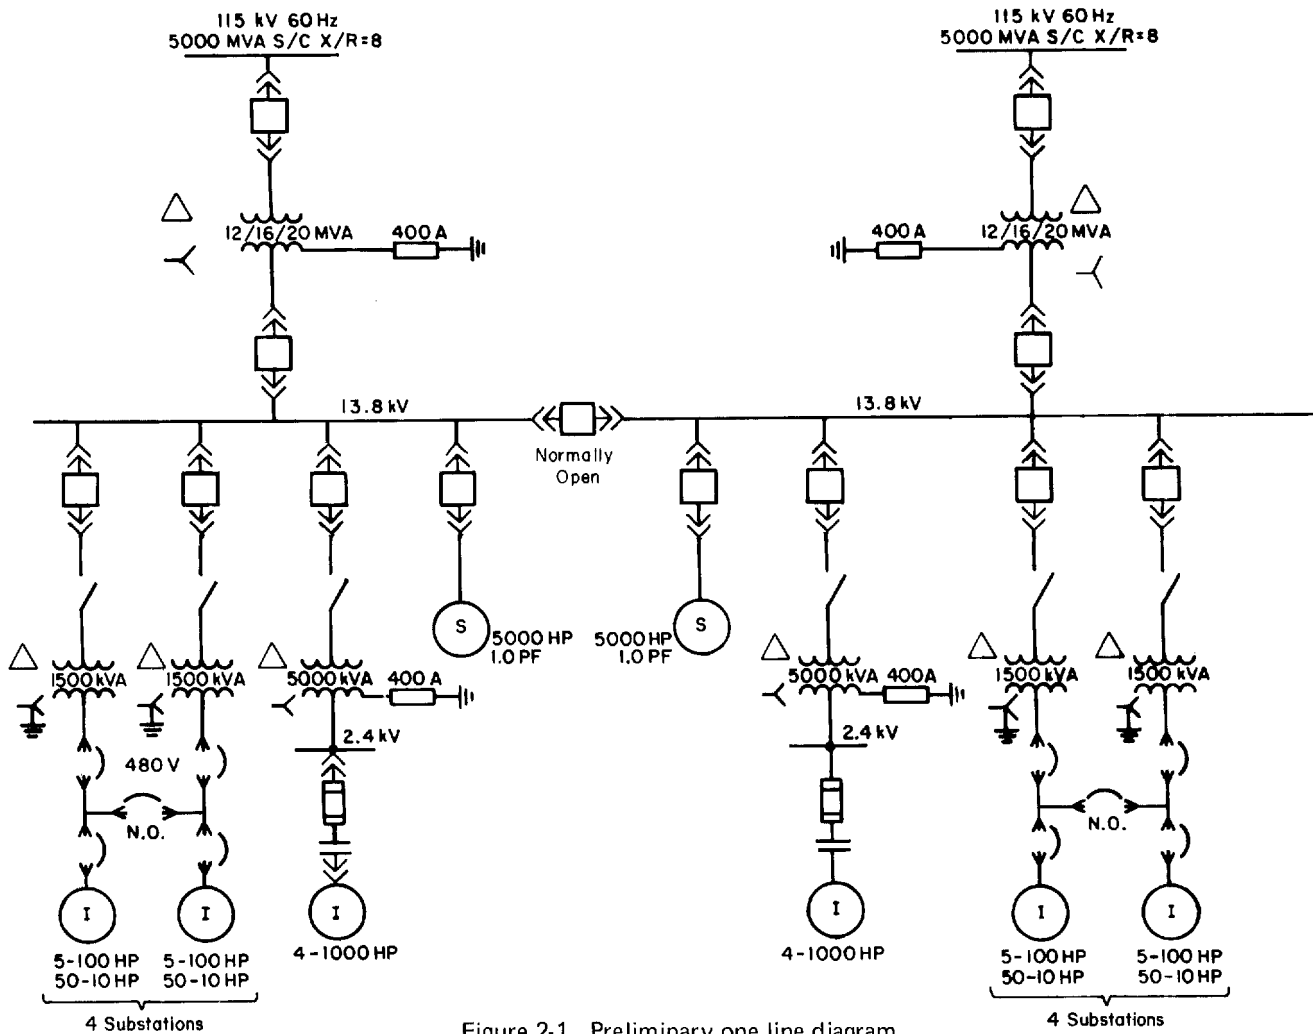 115 kV 60 Hz
5000 MVA S/C X/R=8
115 kV 60 Hz
5000 MVA S/C X/R=8
12/16/20 MVA
400 A
400 A
12/16/20 MVA
13.8 kV
13.8 kV
Normally
Open
S
5000 HP
1.0 PF
S
5000 HP
1.0 PF
1500 kVA
1500 kVA
5000 kVA
400 A
5000 kVA
400A
1500 kVA
1500 kVA
2.4 kV
2.4 kV
480 V
N.O.
N.O.
I
I
I
I
I
I
5-100 HP
50-10 HP
5-100 HP
50-10 HP
4-1000 HP
4-1000 HP
5-100 HP
50-10 HP
5-100 HP
50-10 HP
4 Substations
4 Substations
Figure 2-1 Preliminary one line diagram